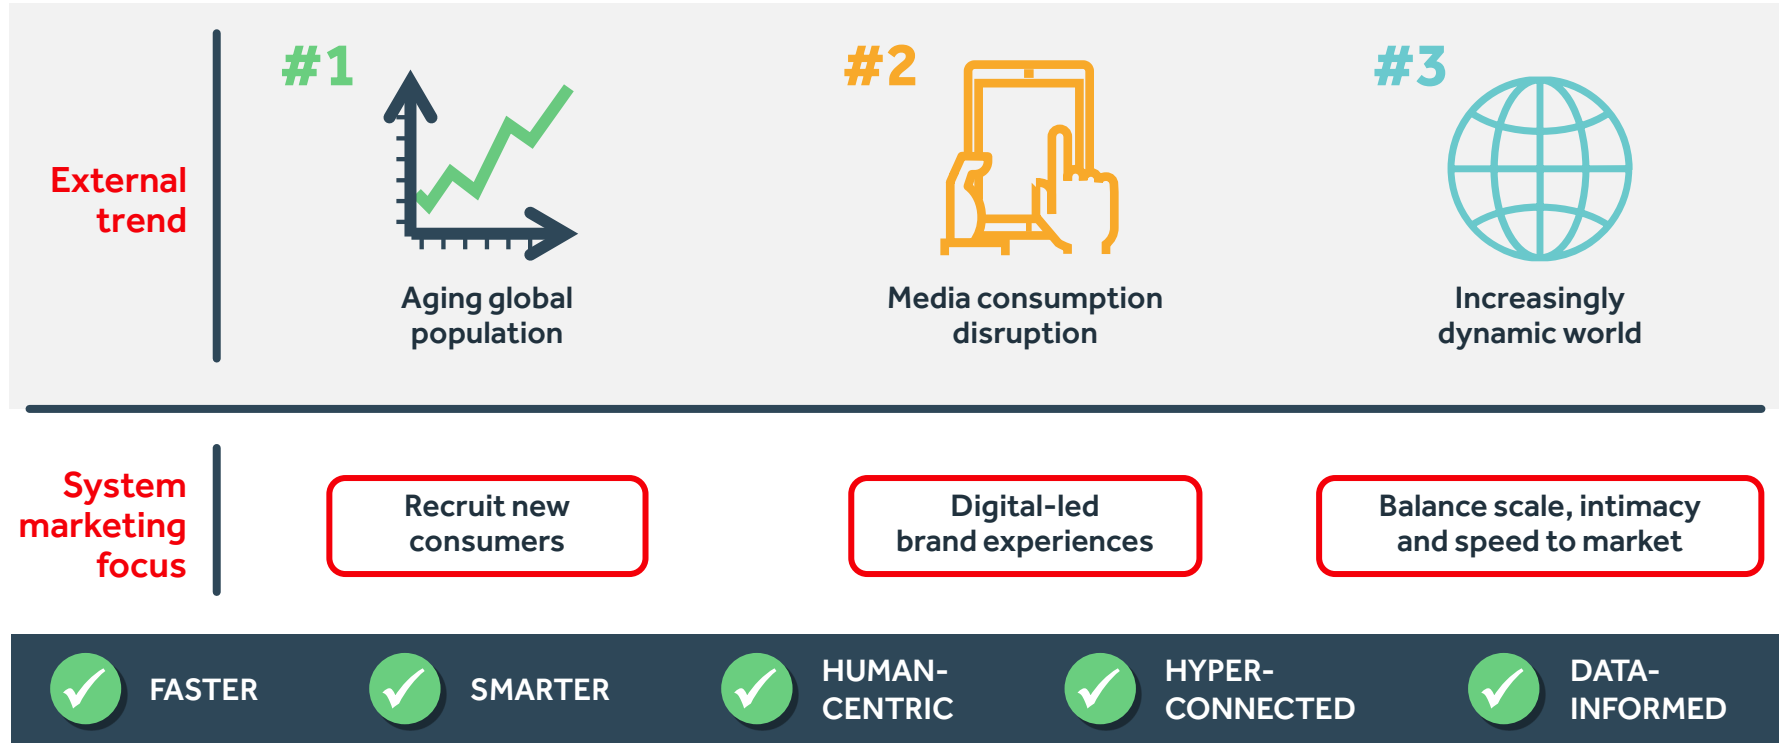 #1
#2
#3
External
trend
Aging global
population
Media consumption
disruption
Increasingly
dynamic world
System
marketing
focus
Recruit new
consumers
Digital-led
brand experiences
Balance scale, intimacy
and speed to market
FASTER
SMARTER
HUMAN-
CENTRIC
HYPER-
CONNECTED
DATA-
INFORMED